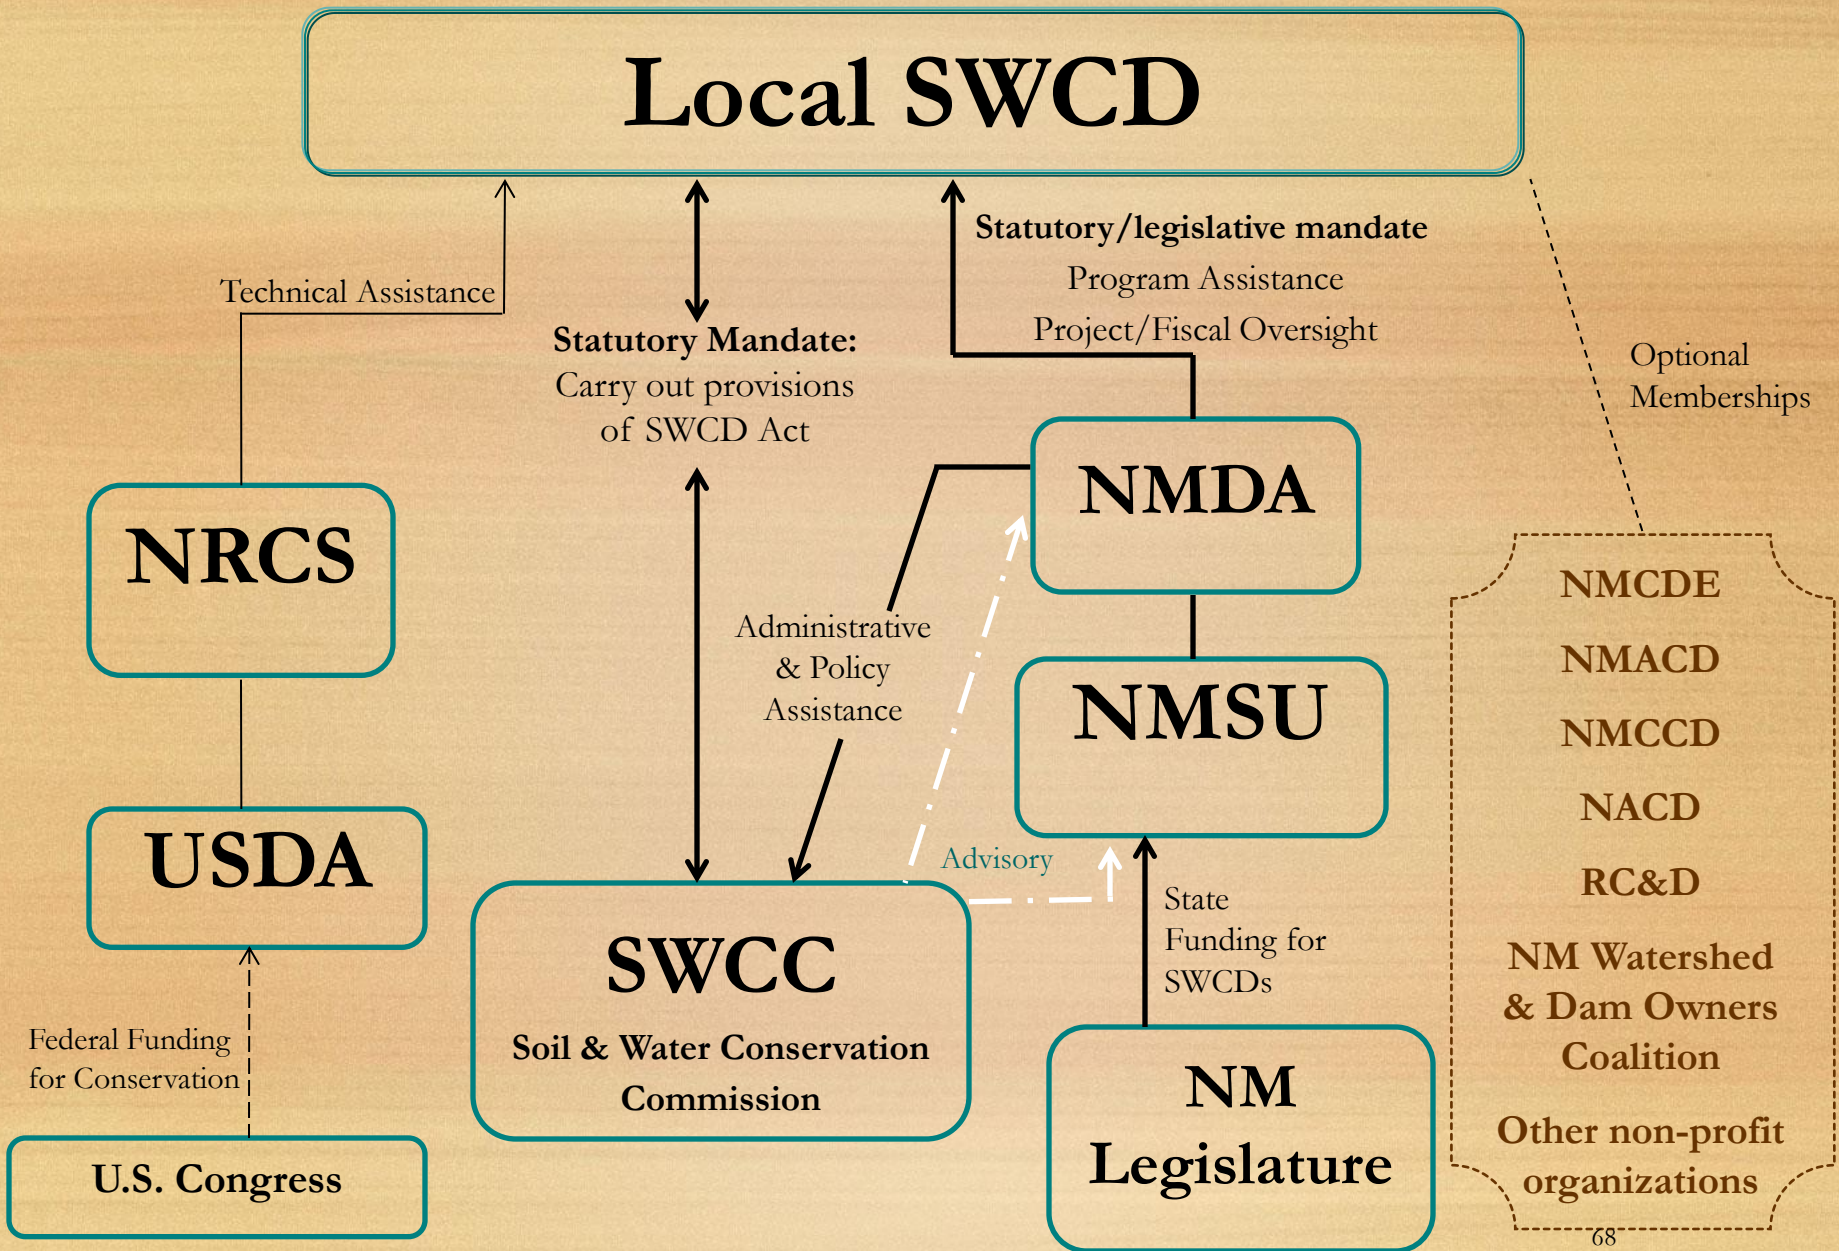 Local SWCD
Technical Assistance
Statutory Mandate:
Carry out provisions
of SWCD Act
Statutory/legislative mandate
Program Assistance
Project/Fiscal Oversight
Optional
Memberships
NRCS
NMDA
Administrative
& Policy
Assistance
NMSU
USDA
Advisory
State
Funding for
SWCDs
SWCC
Soil & Water Conservation
Commission
Federal Funding
for Conservation
U.S. Congress
NM
Legislature
NMCDE
NMACD
NMCCD
NACD
RC&D
NM Watershed
& Dam Owners
Coalition
Other non-profit
organizations
68